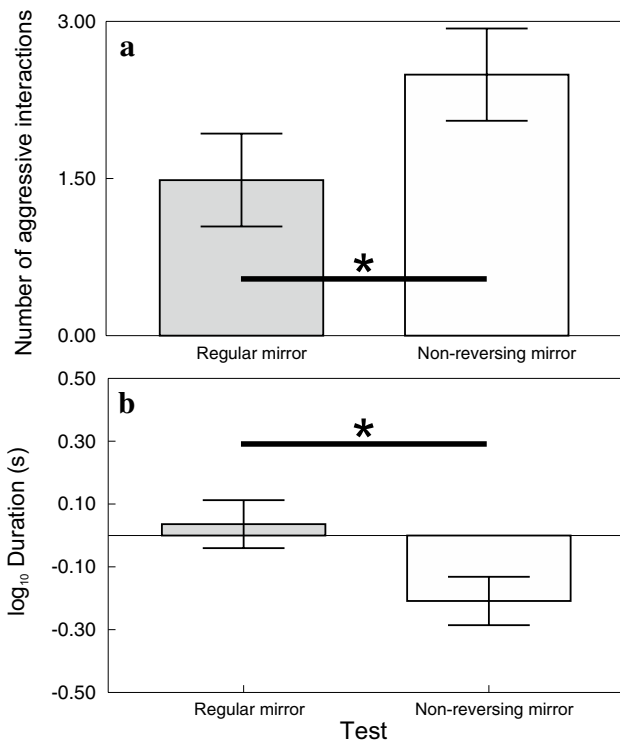 a
Number of aggressive interactions
3.00
1.50
0.00
*
Regular mirror
Non-reversing mirror
b
log₁₀ Duration (s)
0.50
0.30
0.10
-0.10
-0.30
-0.50
*
Regular mirror
Non-reversing mirror
Test